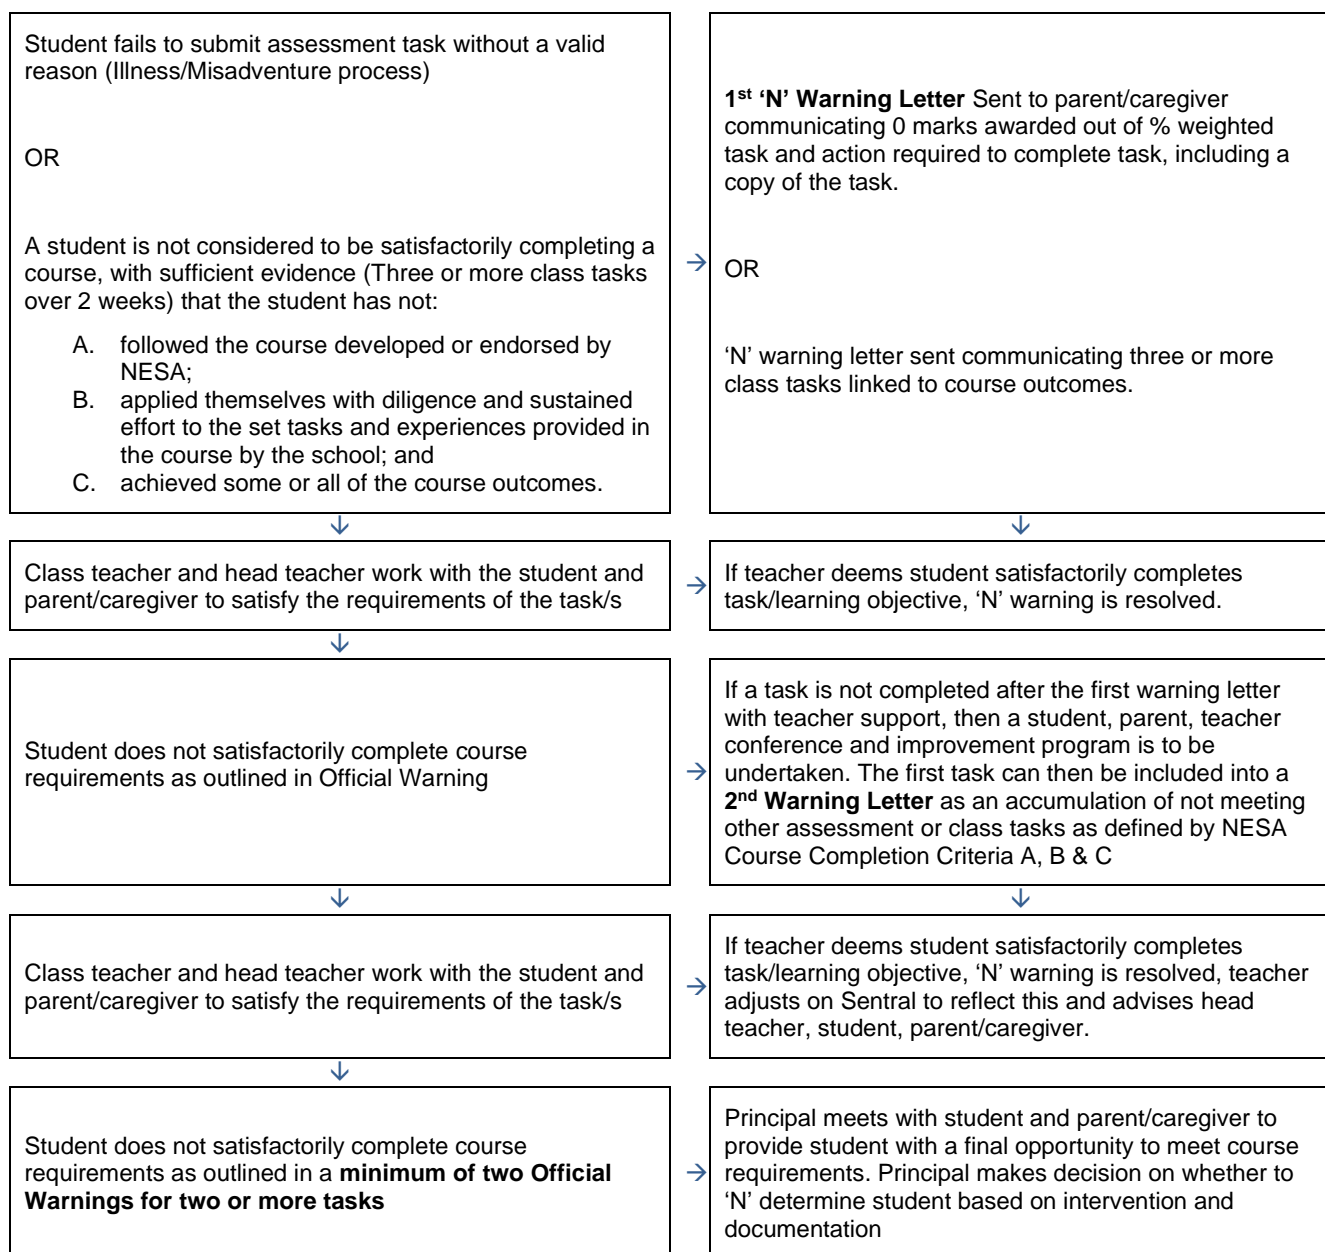 Student fails to submit assessment task without a valid
reason (Illness/Misadventure process)
OR
A student is not considered to be satisfactorily completing a
course, with sufficient evidence (Three or more class tasks
over 2 weeks) that the student has not:
A. followed the course developed or endorsed by
NESA;
B. applied themselves with diligence and sustained
effort to the set tasks and experiences provided in
the course by the school; and
C. achieved some or all of the course outcomes.
→
1st ‘N’ Warning Letter Sent to parent/caregiver
communicating 0 marks awarded out of % weighted
task and action required to complete task, including a
copy of the task.
OR
‘N’ warning letter sent communicating three or more
class tasks linked to course outcomes.
↓ ↓
Class teacher and head teacher work with the student and
parent/caregiver to satisfy the requirements of the task/s
→
If teacher deems student satisfactorily completes
task/learning objective, ‘N’ warning is resolved.
↓
Student does not satisfactorily complete course
requirements as outlined in Official Warning
→
If a task is not completed after the first warning letter
with teacher support, then a student, parent, teacher
conference and improvement program is to be
undertaken. The first task can then be included into a
2nd Warning Letter as an accumulation of not meeting
other assessment or class tasks as defined by NESA
Course Completion Criteria A, B & C
↓ ↓
Class teacher and head teacher work with the student and
parent/caregiver to satisfy the requirements of the task/s
→
If teacher deems student satisfactorily completes
task/learning objective, ‘N’ warning is resolved, teacher
adjusts on Sentral to reflect this and advises head
teacher, student, parent/caregiver.
↓
Student does not satisfactorily complete course
requirements as outlined in a minimum of two Official
Warnings for two or more tasks
→
Principal meets with student and parent/caregiver to
provide student with a final opportunity to meet course
requirements. Principal makes decision on whether to
‘N’ determine student based on intervention and
documentation